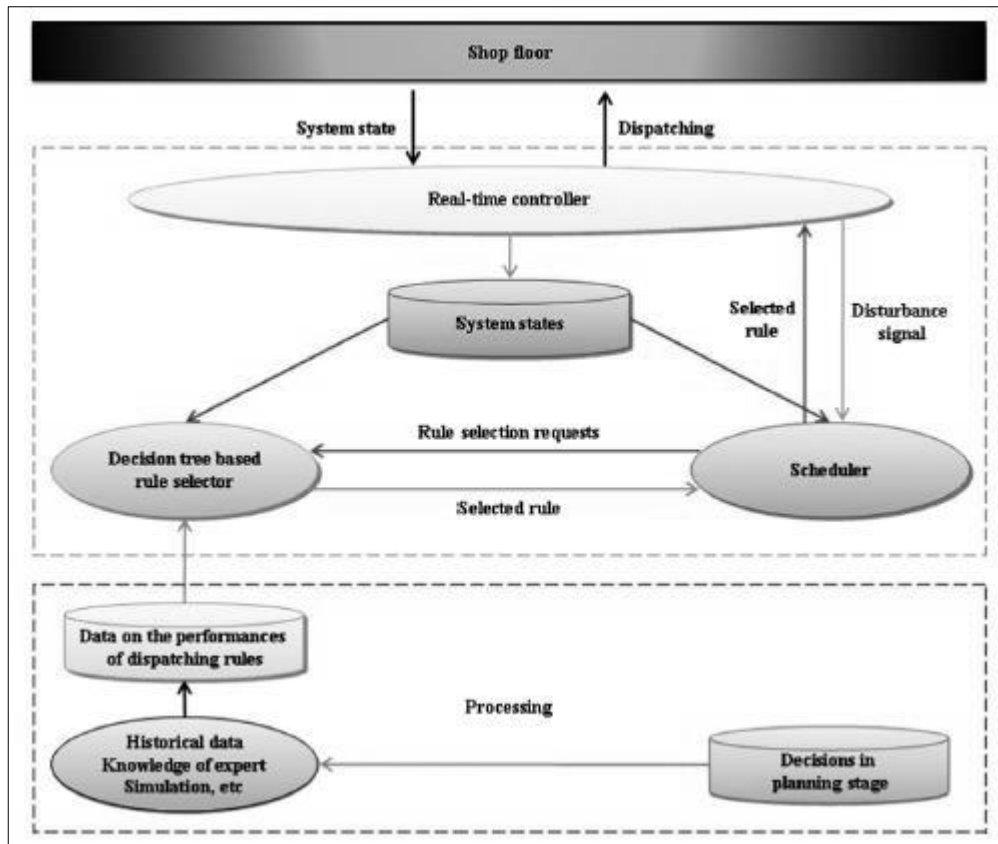 Shop floor
System state
Dispatching
Real-time controller
System states
Selected
rule
Disturbance
signal
Rule selection requests
Decision tree based
rule selector
Scheduler
Selected rule
Data on the performances
of dispatching rules
Processing
Historical data
Knowledge of expert
Simulation, etc
Decisions in
planning stage